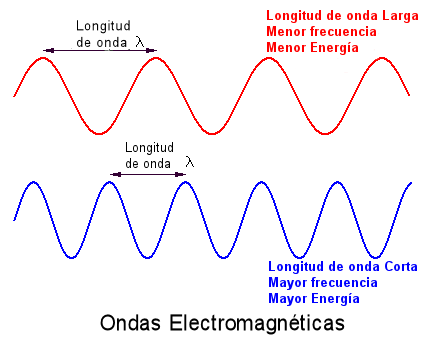 Longitud
de onda λ
Longitud de onda Larga
Menor frecuencia
Menor Energía
Longitud
de onda λ
Longitud de onda Corta
Mayor frecuencia
Mayor Energía
Ondas Electromagnéticas